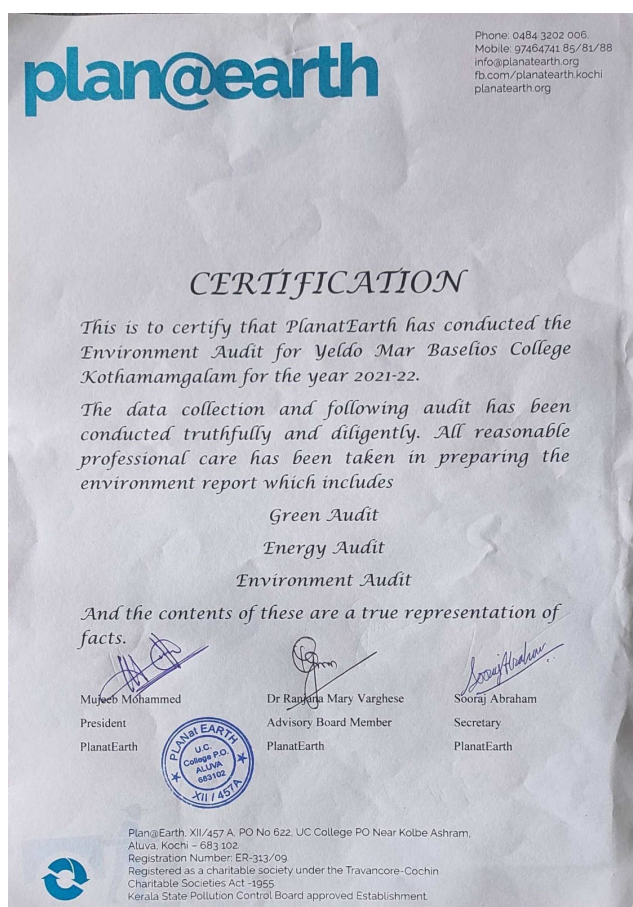 plan@earth
Phone: 0484 3202 006.
Mobile: 97464741 85/81/88
info@planatearth.org
fb.com/planatearth.kochi
planatearth.org
CERTIFICATION
This is to certify that PlanatEarth has conducted the
Environment Audit for Yeldo Mar Baselios College
Kothamamgalam for the year 2021-22.
The data collection and following audit has been
conducted truthfully and diligently. All reasonable
professional care has been taken in preparing the
environment report which includes
Green Audit
Energy Audit
Environment Audit
And the contents of these are a true representation of
facts.
Sooraj Abraham
Mujeeb Mohammed
Dr Ranjana Mary Varghese
Sooraj Abraham
President
Advisory Board Member
Secretary
PlanatEarth
PlanatEarth
PlanatEarth
PLANat EARTH
U.C.
College P.O.
ALUVA
683102
XII / 457A
Plan@Earth, XII/457 A, PO No 622, UC College PO Near Kolbe Ashram,
Aluva, Kochi – 683 102.
Registration Number: ER-313/09
Registered as a charitable society under the Travancore-Cochin
Charitable Societies Act -1955
Kerala State Pollution Control Board approved Establishment.